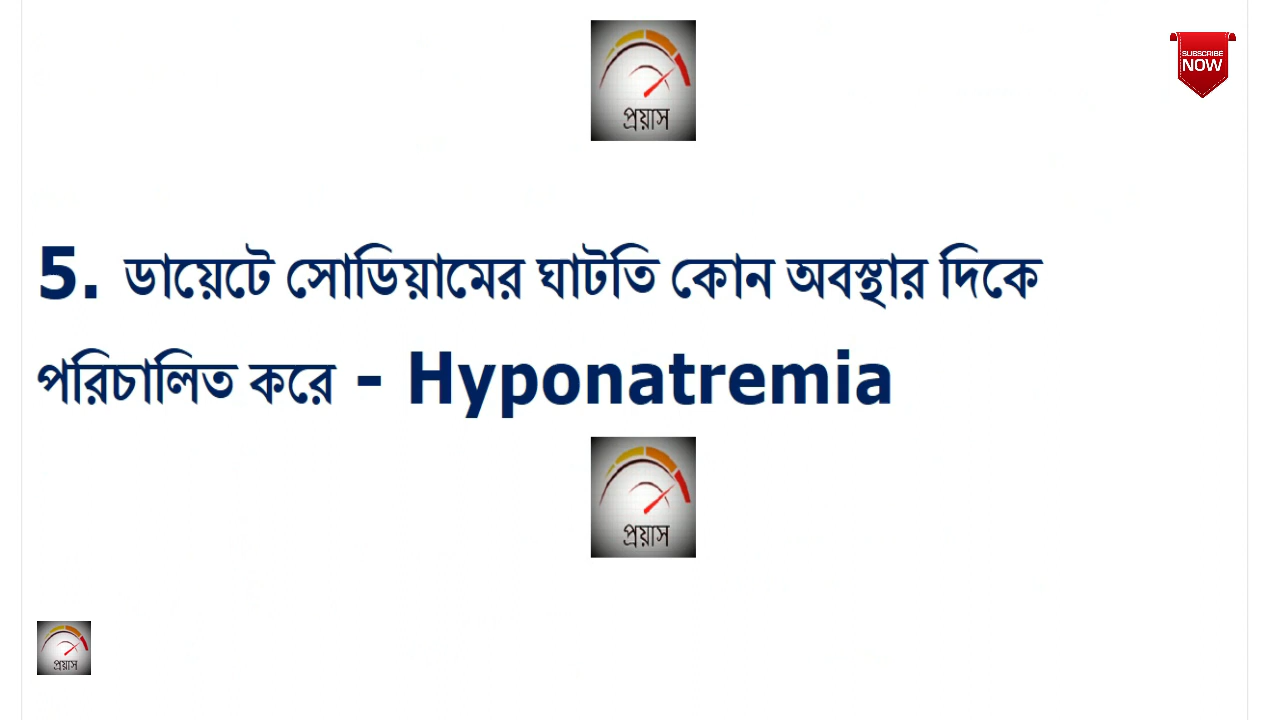 প্রয়াস
SUBSCRIBE
NOW
5. ডায়েটে সোডিয়ামের ঘাটতি কোন অবস্থার দিকে
পরিচালিত করে - Hyponatremia
প্রয়াস
প্রয়াস